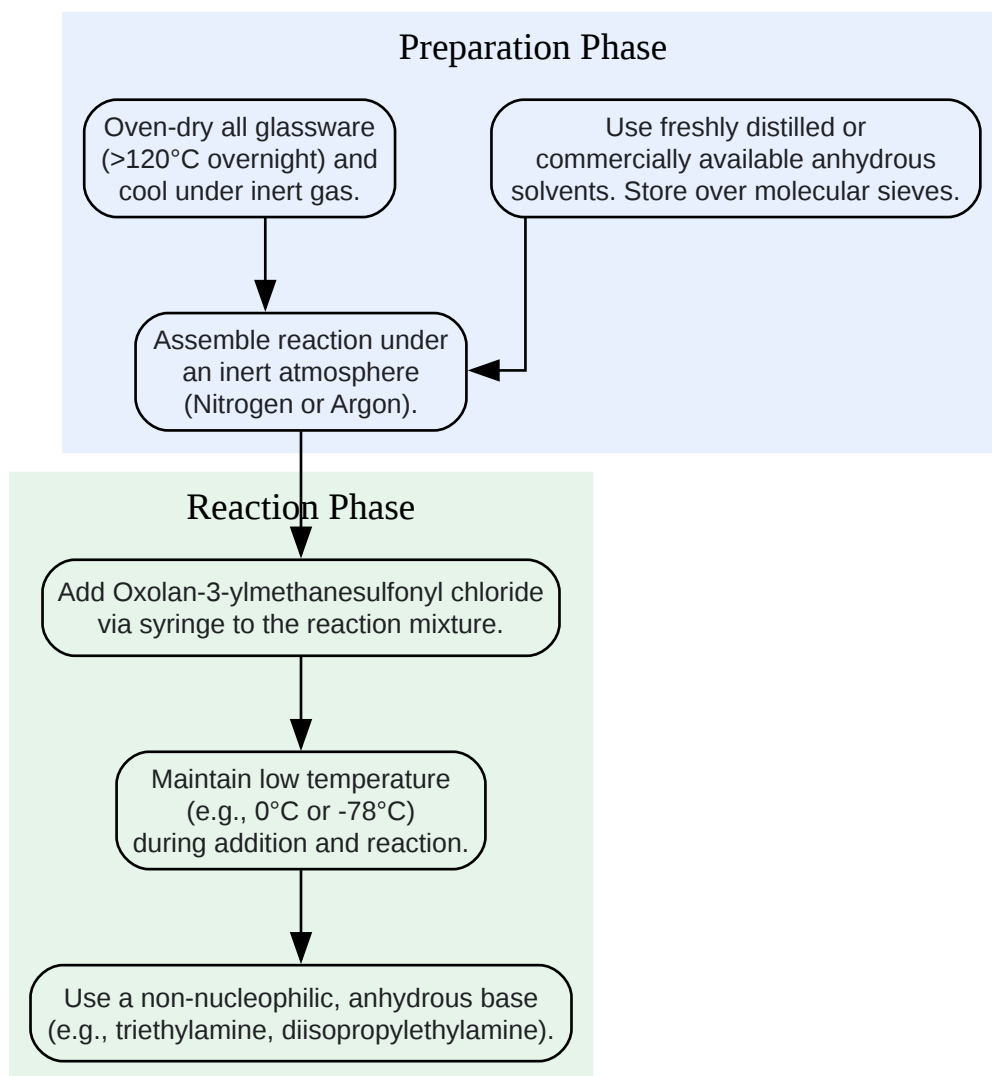 Preparation Phase
Oven-dry all glassware
(>120°C overnight) and
cool under inert gas.
Use freshly distilled or
commercially available anhydrous
solvents. Store over molecular sieves.
Assemble reaction under
an inert atmosphere
(Nitrogen or Argon).
Reaction Phase
Add Oxolan-3-ylmethanesulfonyl chloride
via syringe to the reaction mixture.
Maintain low temperature
(e.g., 0°C or -78°C)
during addition and reaction.
Use a non-nucleophilic, anhydrous base
(e.g., triethylamine, diisopropylethylamine).